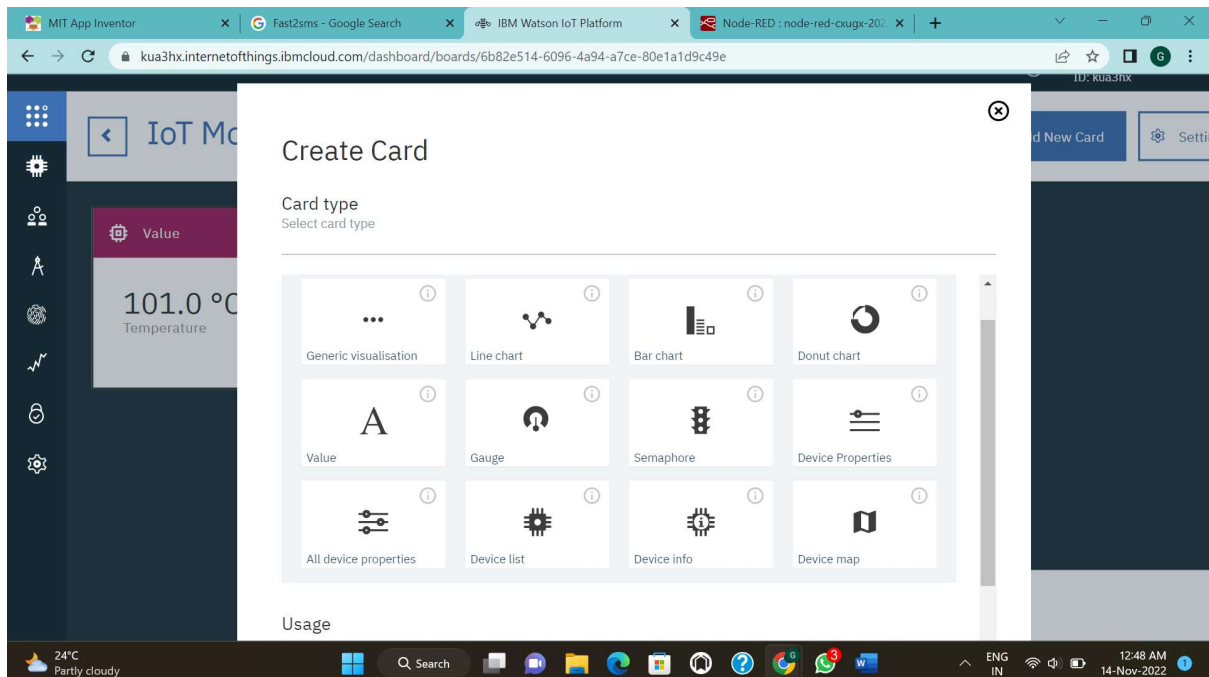 MIT App Inventor
Fast2sms - Google Search
IBM Watson IoT Platform
Node-RED : node-red-cxugx-202
kua3hx.internetofthings.ibmcloud.com/dashboard/boards/6b82e514-6096-4a94-a7ce-80e1a1d9c49e
G
ID: kua3hx
IoT Mo
d New Card
Setti
Create Card
Card type
Select card type
Value
101.0 °C
Temperature
Generic visualisation
Line chart
Bar chart
Donut chart
A
Value
Gauge
Semaphore
Device Properties
All device properties
Device list
Device info
Device map
Usage
24°C
Partly cloudy
Search
G
3
W
ENG
IN
12:48 AM
14-Nov-2022
1